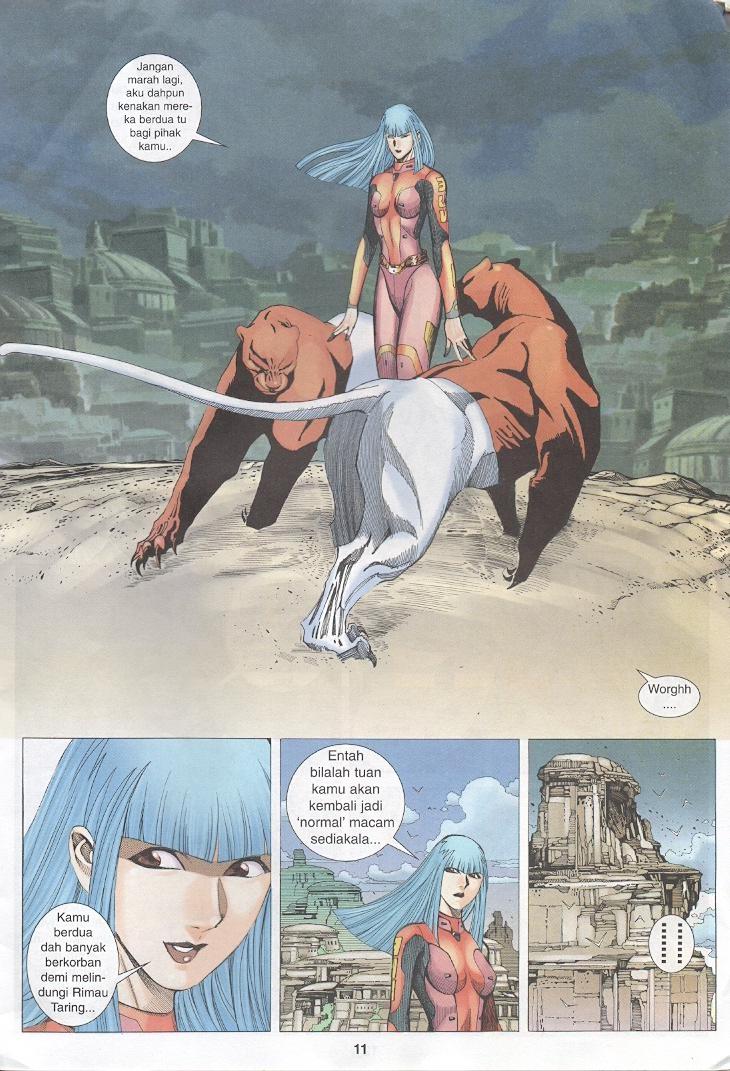 Jangan
marah lagi,
aku dahpun
kenakan mere-
ka berdua tu
bagi pihak
kamu..
Worghh
....
Kamu
berdua
dah banyak
berkorban
demi melin-
dungi Rimau
Taring...
Entah
bilalah tuan
kamu akan
kembali jadi
‘normal’ macam
sediakala...
11